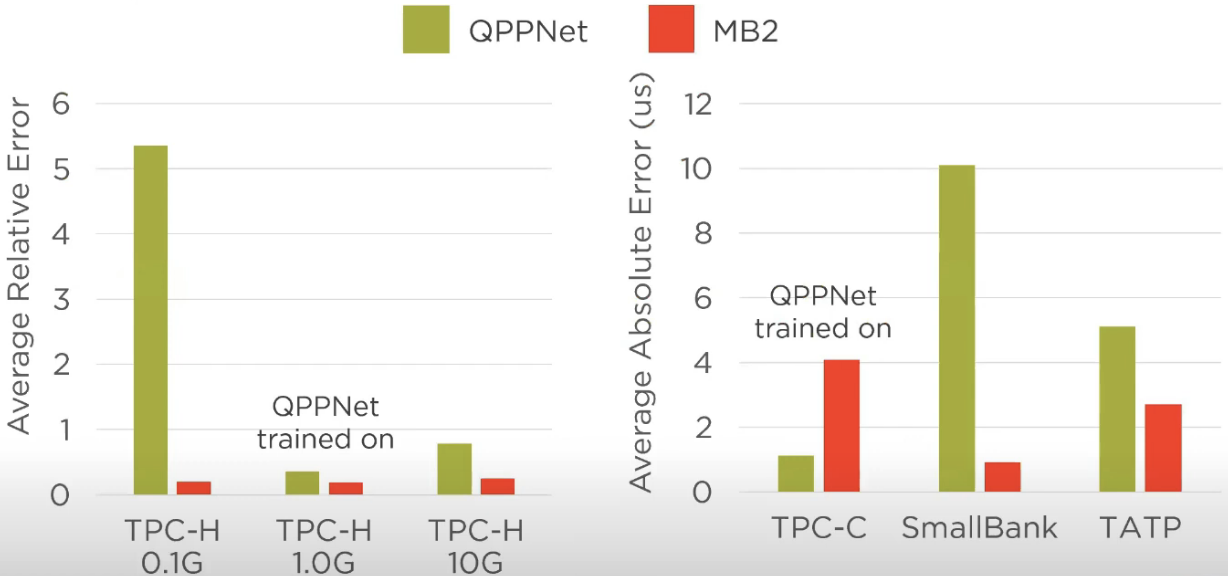 QPPNet
MB2
Average Relative Error
6
5
4
3
2
1
0
QPPNet
trained on
TPC-H
0.1G
TPC-H
1.0G
TPC-H
10G
Average Absolute Error (us)
12
10
8
6
4
2
0
QPPNet
trained on
TPC-C
SmallBank
TATP